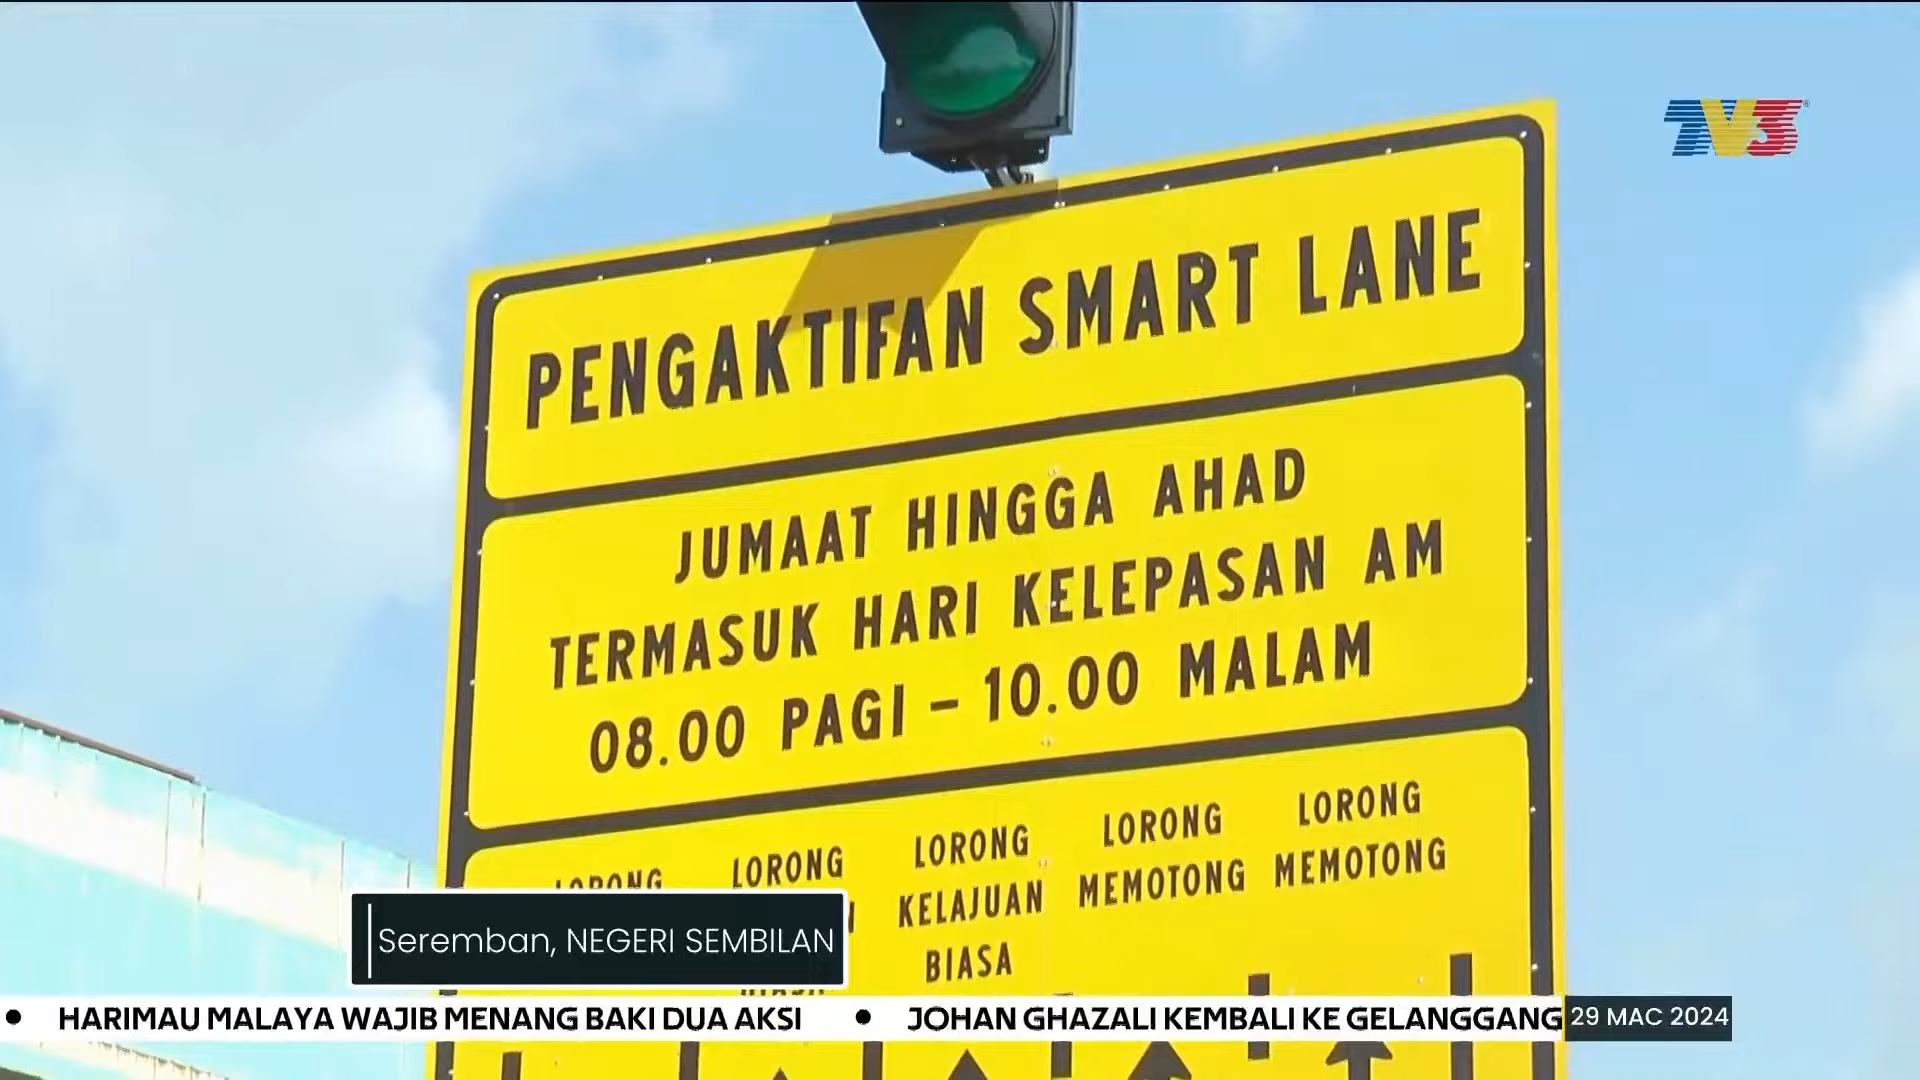 TV3
PENGAKTIFAN SMART LANE
JUMAAT HINGGA AHAD
TERMASUK HARI KELEPASAN AM
08.00 PAGI – 10.00 MALAM
LORONG LORONG LORONG LORONG LORONG
KELAJUAN MEMOTONG MEMOTONG
BIASA
Seremban, NEGERI SEMBILAN
• HARIMAU MALAYA WAJIB MENANG BAKI DUA AKSI • JOHAN GHAZALI KEMBALI KE GELANGGANG
29 MAC 2024